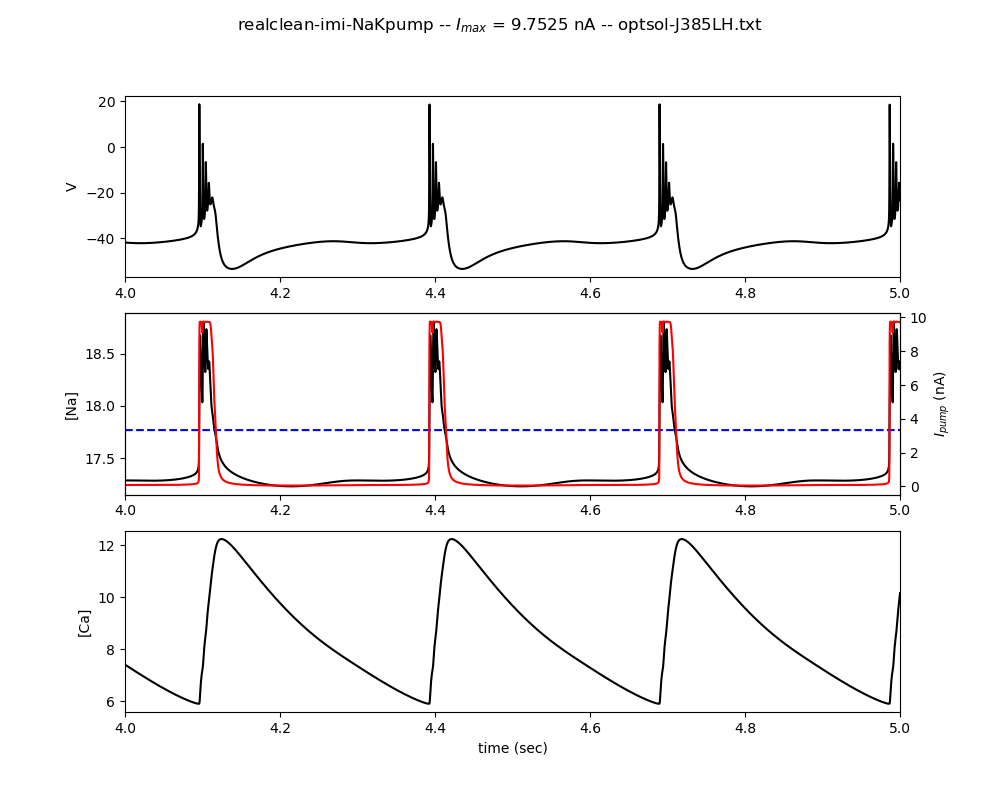 realclean-imi-NaKpump -- Imax = 9.7525 nA -- optsol-J385LH.txt
20
0
−20
−40
V
4.0 4.2 4.4 4.6 4.8 5.0
18.5
18.0
17.5
[Na]
10
8
6
4
2
0
Ipump (nA)
4.0 4.2 4.4 4.6 4.8 5.0
12
10
8
6
[Ca]
4.0 4.2 4.4 4.6 4.8 5.0
time (sec)